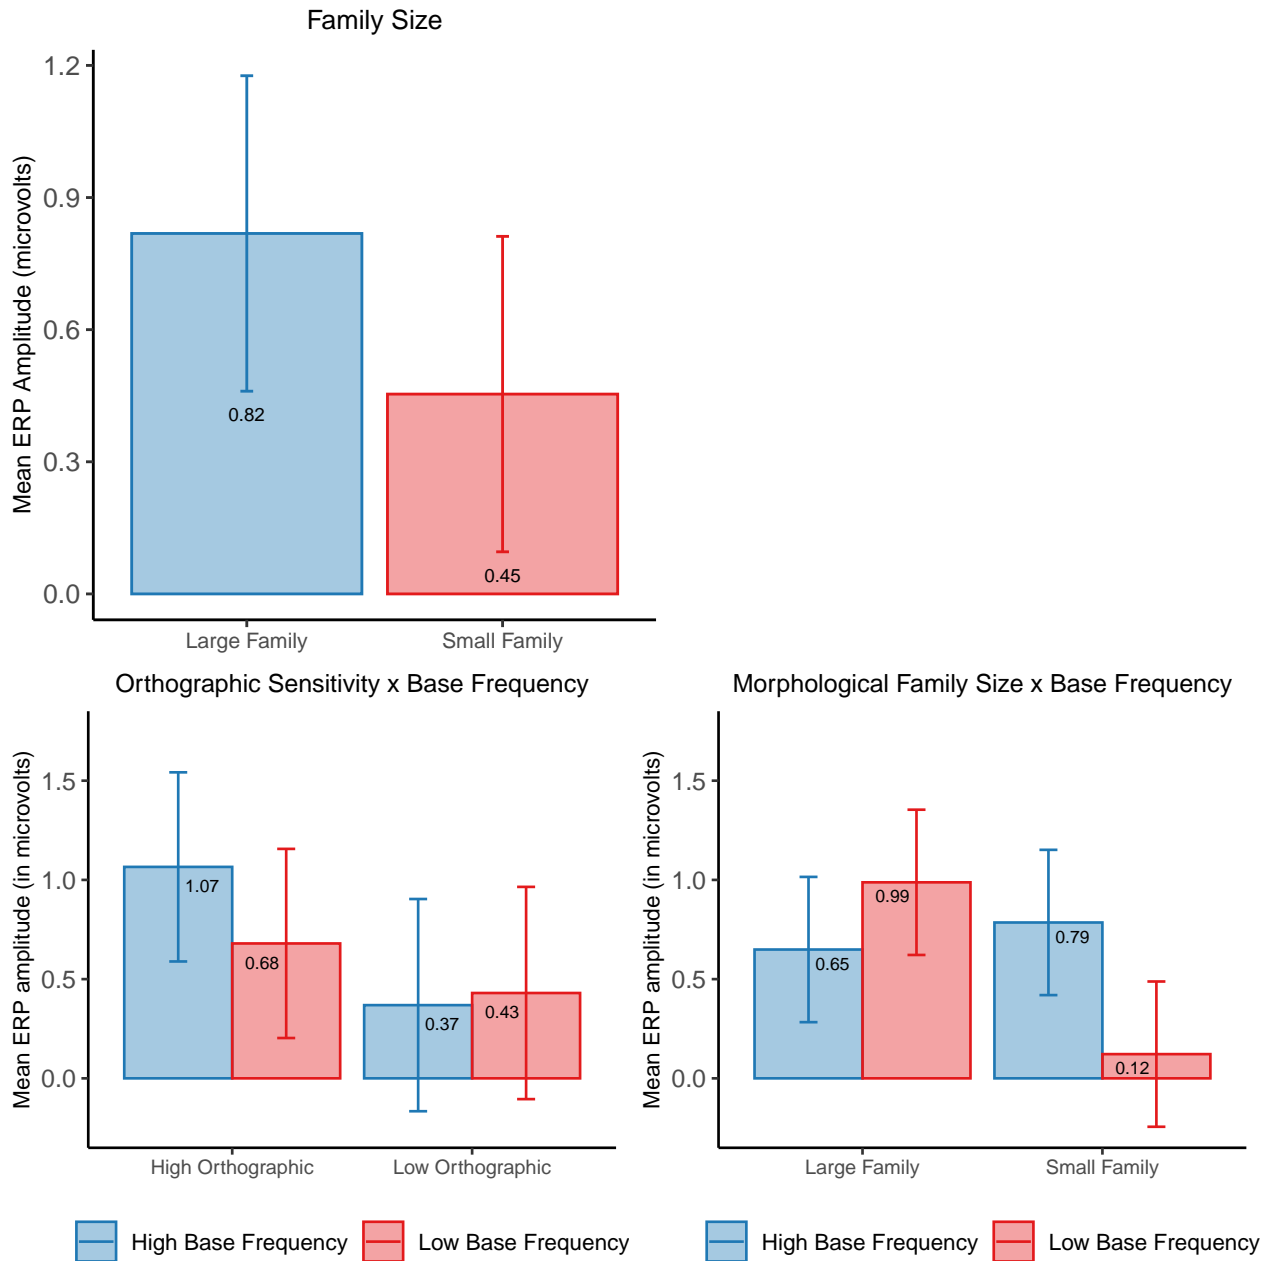 Family Size
Mean ERP Amplitude (microvolts)
1.2
0.9
0.6
0.3
0.0
0.82
0.45
Large Family
Small Family
Orthographic Sensitivity x Base Frequency
Mean ERP amplitude (in microvolts)
1.5
1.0
0.5
0.0
1.07
0.68
0.37
0.43
High Orthographic
Low Orthographic
High Base Frequency
Low Base Frequency
Morphological Family Size x Base Frequency
Mean ERP amplitude (in microvolts)
1.5
1.0
0.5
0.0
0.65
0.99
0.79
0.12
Large Family
Small Family
High Base Frequency
Low Base Frequency